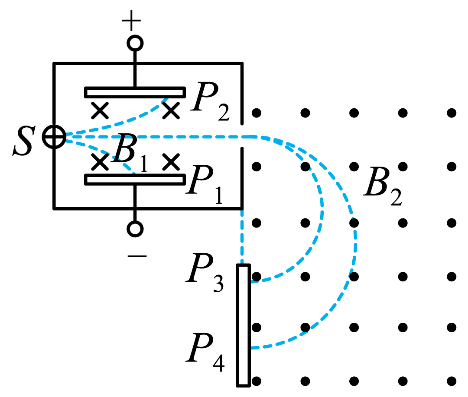 +
P₂
S
B₁
P₁
B₂
−
P₃
P₄